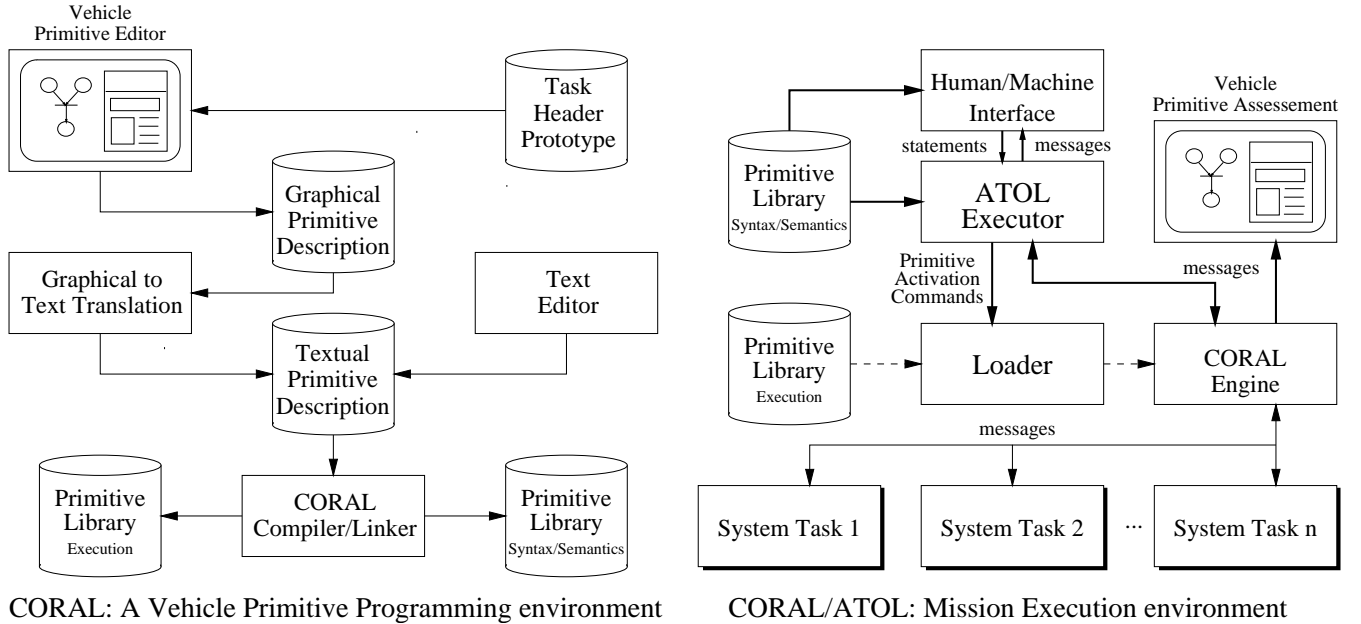 Vehicle
Primitive Editor
Task
Header
Prototype
Graphical
Primitive
Description
Graphical to
Text Translation
Text
Editor
Textual
Primitive
Description
Primitive
Library
Execution
CORAL
Compiler/Linker
Primitive
Library
Syntax/Semantics
CORAL: A Vehicle Primitive Programming environment
Human/Machine
Interface
Vehicle
Primitive Assessement
statements
messages
Primitive
Library
Syntax/Semantics
ATOL
Executor
Primitive
Activation
Commands
messages
Primitive
Library
Execution
Loader
CORAL
Engine
messages
System Task 1
System Task 2
...
System Task n
CORAL/ATOL: Mission Execution environment